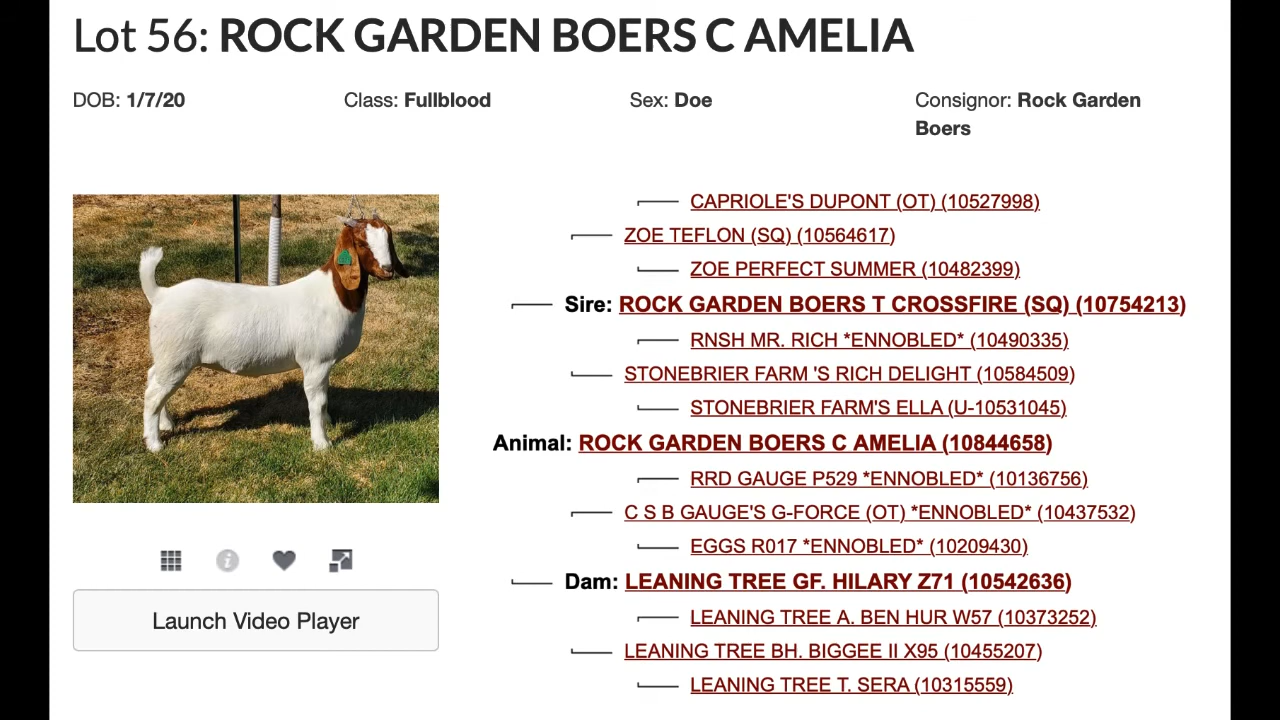 Lot 56: ROCK GARDEN BOERS C AMELIA
DOB: 1/7/20
Class: Fullblood
Sex: Doe
Consignor: Rock Garden
Boers
CAPRIOLE'S DUPONT (OT) (10527998)
ZOE TEFLON (SQ) (10564617)
ZOE PERFECT SUMMER (10482399)
Sire: ROCK GARDEN BOERS T CROSSFIRE (SQ) (10754213)
RNSH MR. RICH *ENNOBLED* (10490335)
STONEBRIER FARM 'S RICH DELIGHT (10584509)
STONEBRIER FARM'S ELLA (U-10531045)
Animal: ROCK GARDEN BOERS C AMELIA (10844658)
RRD GAUGE P529 *ENNOBLED* (10136756)
C S B GAUGE'S G-FORCE (OT) *ENNOBLED* (10437532)
EGGS R017 *ENNOBLED* (10209430)
Dam: LEANING TREE GF. HILARY Z71 (10542636)
LEANING TREE A. BEN HUR W57 (10373252)
LEANING TREE BH. BIGGEE II X95 (10455207)
LEANING TREE T. SERA (10315559)
Launch Video Player